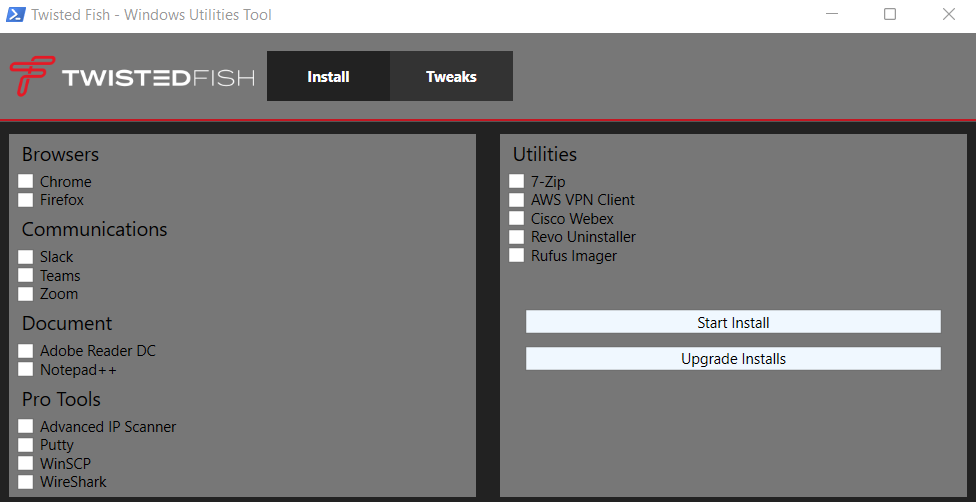 Twisted Fish - Windows Utilities Tool
TWISTEDFISH
Install
Tweaks
Browsers
Chrome
Firefox
Communications
Slack
Teams
Zoom
Document
Adobe Reader DC
Notepad++
Pro Tools
Advanced IP Scanner
Putty
WinSCP
WireShark
Utilities
7-Zip
AWS VPN Client
Cisco Webex
Revo Uninstaller
Rufus Imager
Start Install
Upgrade Installs